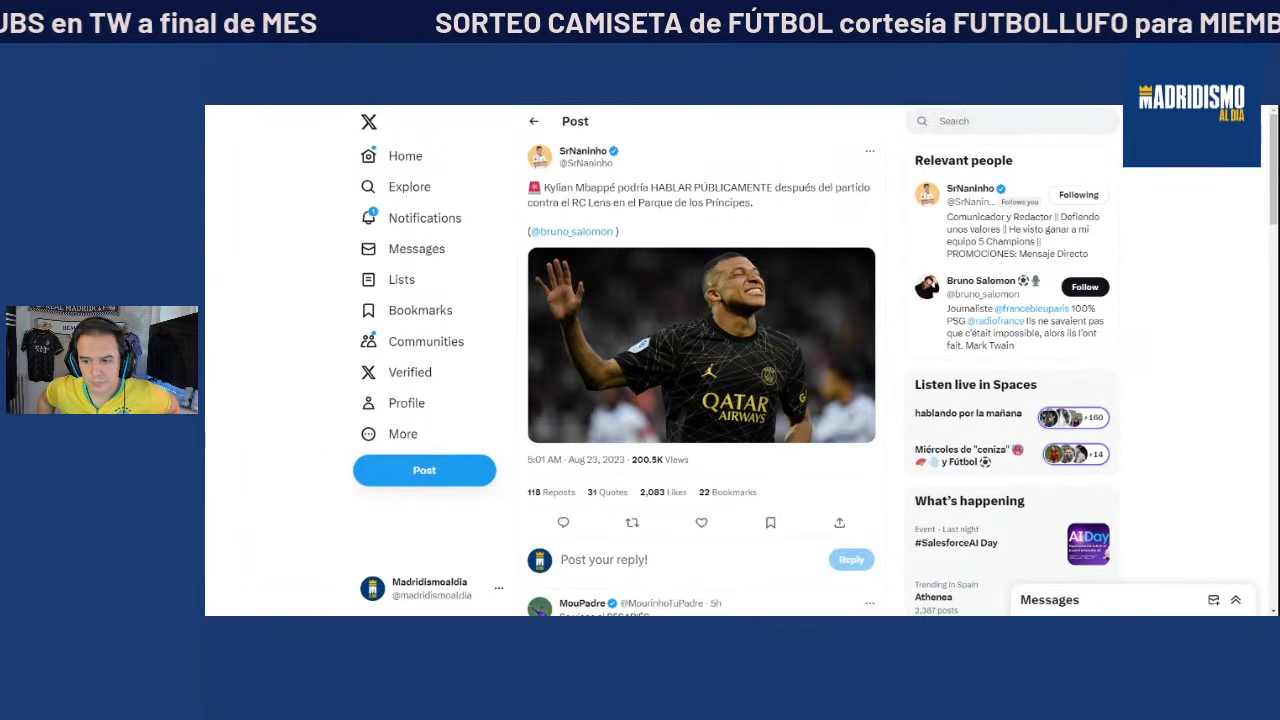 UBS en TW a final de MES
SORTEO CAMISETA de FÚTBOL cortesía FUTBOLLUFO para MIEMB
MADRIDISMO
AL DIA
Post
Search
Home
Explore
Notifications
1
Messages
Lists
Bookmarks
Communities
Verified
Profile
More
Post
Madridismoaldia
@madridismoaldia
SrNaninho
@SrNaninho
🚨 Kylian Mbappé podría HABLAR PÚBLICAMENTE después del partido
contra el RC Lens en el Parque de los Príncipes.
(@bruno_salomon )
QATAR
AIRWAYS
5:01 AM · Aug 23, 2023 · 200.5K Views
118 Reposts 31 Quotes 2,083 Likes 22 Bookmarks
Post your reply!
Reply
MouPadre @MourinhoTuPadre · 5h
Relevant people
SrNaninho
@SrNanin... Follows you
Following
Comunicador y Redactor || Defiendo
unos valores || He visto ganar a mi
equipo 5 Champions ||
PROMOCIONES: Mensaje Directo
Bruno Salomon ⚽🎙
@bruno_salomon
Follow
Journaliste @francebleuparis 100%
PSG @radiofrance Ils ne savaient pas
que c'était impossible, alors ils l'ont
fait. Mark Twain
Listen live in Spaces
hablando por la mañana
+160
Miércoles de "ceniza"
y Fútbol ⚽
+14
What's happening
Event · Last night
#SalesforceAI Day
AI Day
Trending in Spain
Athenea
2,387 posts
Messages